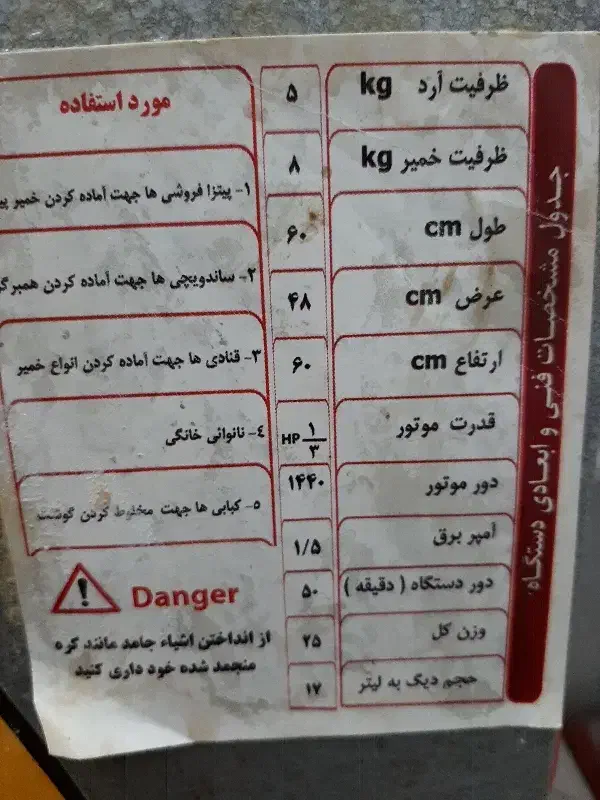 جدول مشخصات فنی و ابعادی دستگاه
ظرفیت آرد kg ۵
ظرفیت خمیر kg ۸
طول cm ۶۰
عرض cm ۴۸
ارتفاع cm ۶۰
قدرت موتور ۱/۳ HP
دور موتور ۱۴۴۰
آمپر برق ۱/۵
دور دستگاه ( دقیقه ) ۵۰
وزن کل ۲۵
حجم دیگ به لیتر ۱۷
مورد استفاده
۱- پیتزا فروشی ها جهت آماده کردن خمیر
۲- ساندویچی ها جهت آماده کردن
۳- قنادی ها جهت آماده کردن انواع خمیر
٤- نانوائی خانگی
۵- کبابی ها جهت مخلوط کردن گوشت
Danger
از انداختن اشیاء جامد مانند کره
منجمد شده خود داری کنید